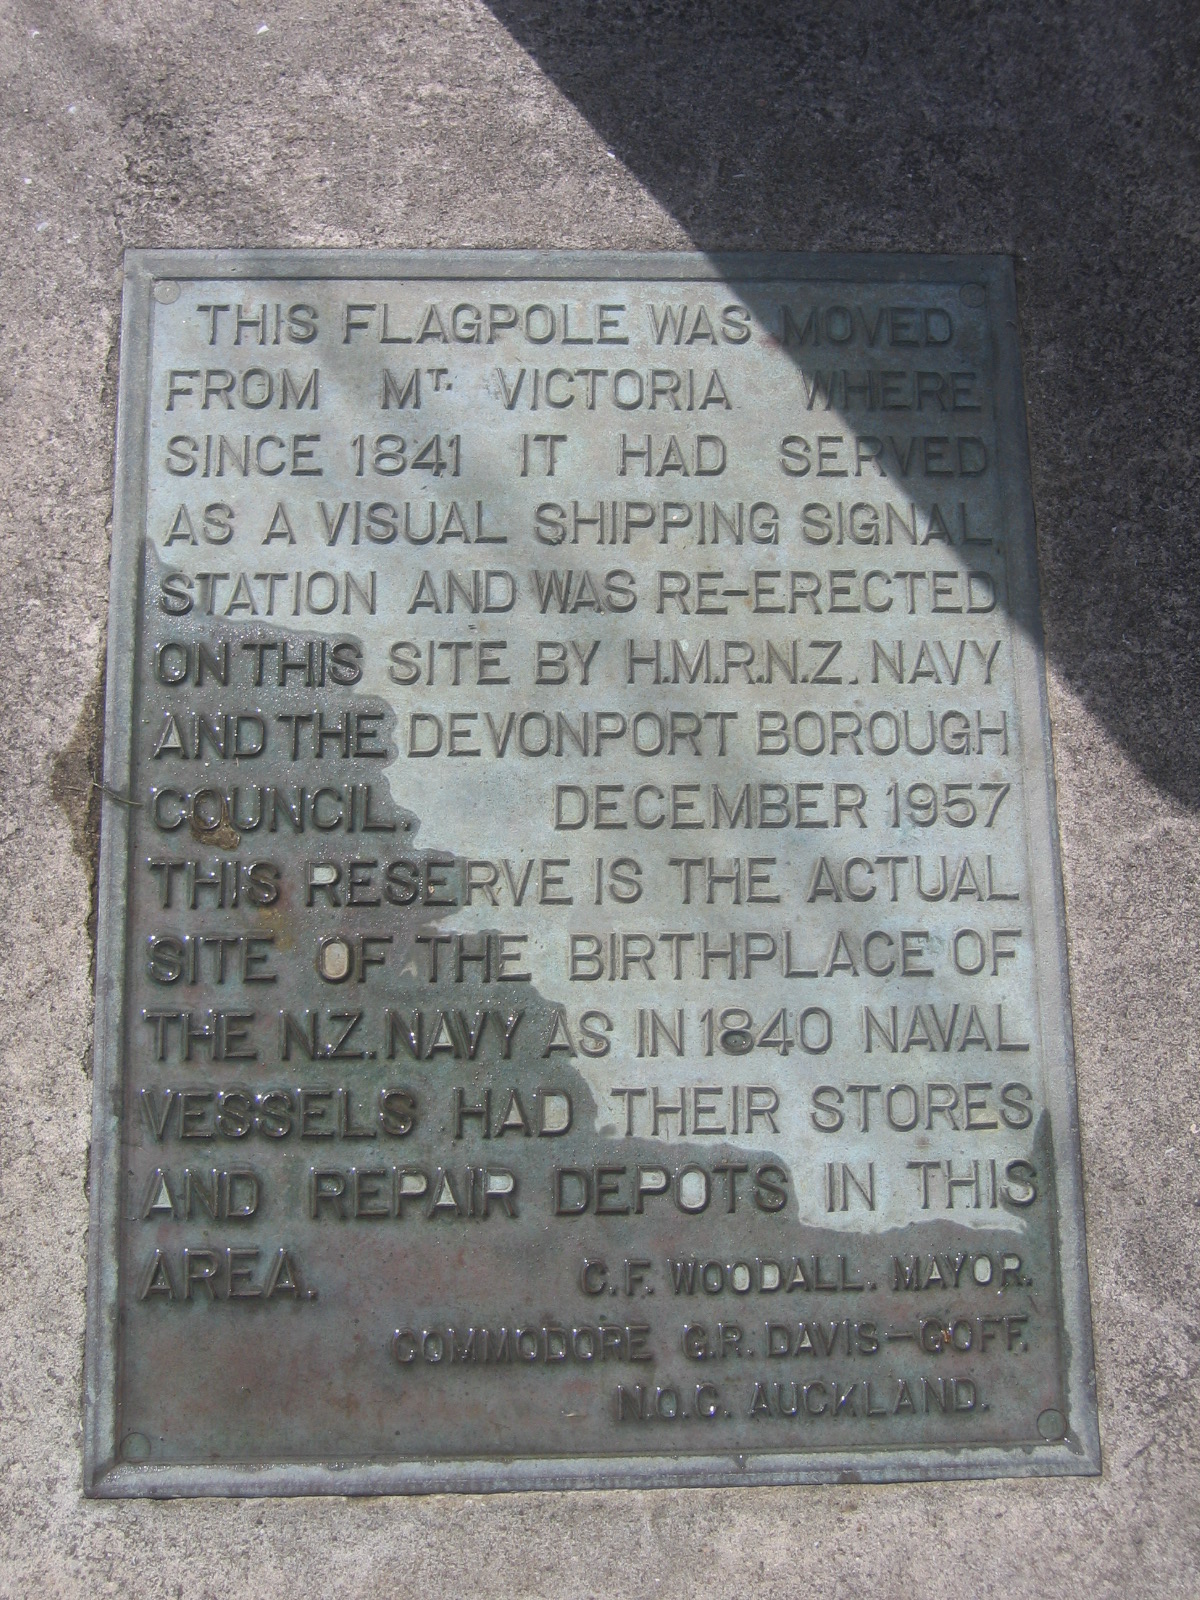 THIS FLAGPOLE WAS MOVED
FROM MT. VICTORIA WHERE
SINCE 1841 IT HAD SERVED
AS A VISUAL SHIPPING SIGNAL
STATION AND WAS RE-ERECTED
ON THIS SITE BY H.M.R.N.Z. NAVY
AND THE DEVONPORT BOROUGH
COUNCIL. DECEMBER 1957
THIS RESERVE IS THE ACTUAL
SITE OF THE BIRTHPLACE OF
THE N.Z. NAVY AS IN 1840 NAVAL
VESSELS HAD THEIR STORES
AND REPAIR DEPOTS IN THIS
AREA. C.F. WOODALL. MAYOR.
COMMODORE G.R. DAVIS-GOFF.
N.O.C. AUCKLAND.